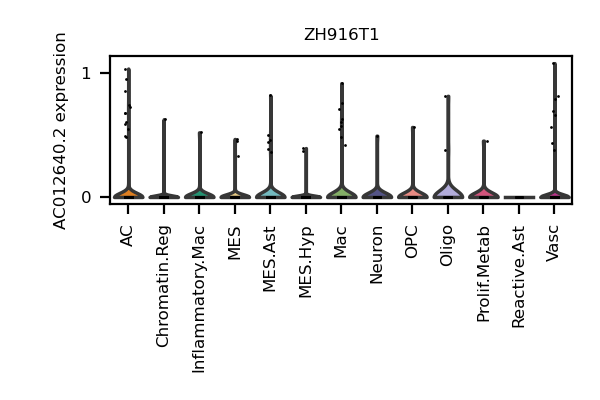 ZH916T1
AC012640.2 expression
1
0
AC
Chromatin.Reg
Inflammatory.Mac
MES
MES.Ast
MES.Hyp
Mac
Neuron
OPC
Oligo
Prolif.Metab
Reactive.Ast
Vasc